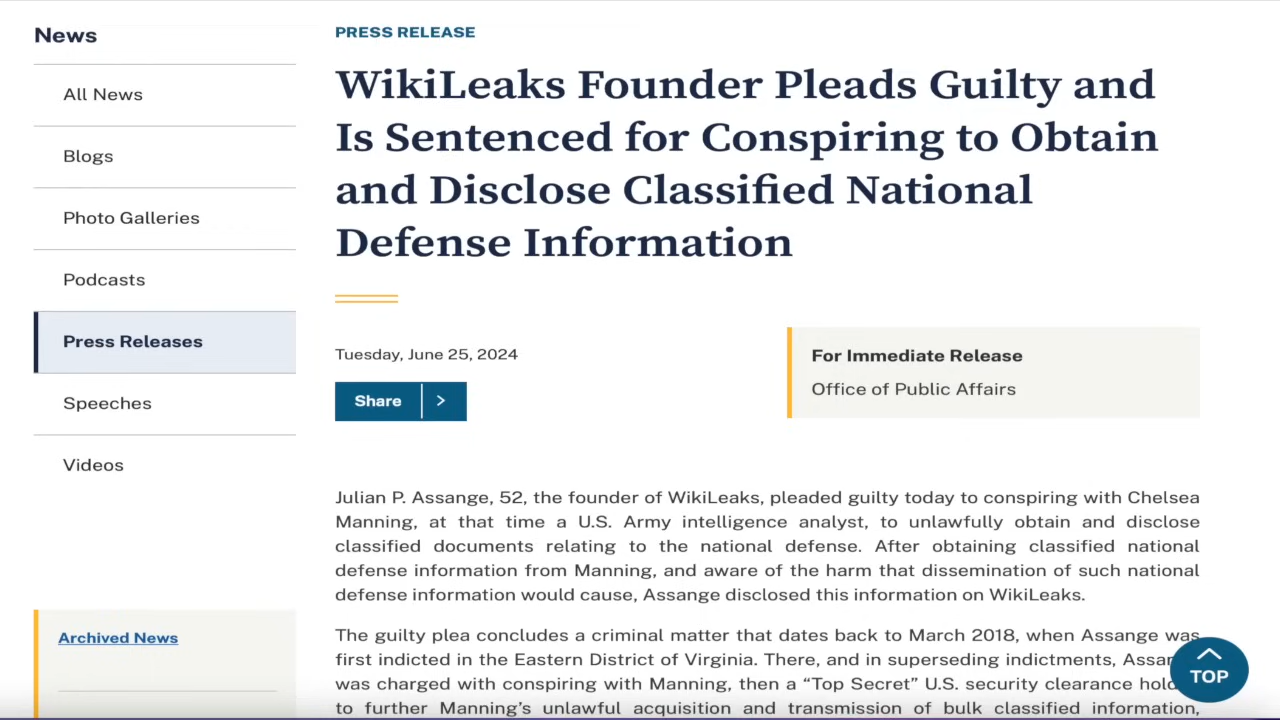 News
All News
Blogs
Photo Galleries
Podcasts
Press Releases
Speeches
Videos
Archived News
PRESS RELEASE
WikiLeaks Founder Pleads Guilty and
Is Sentenced for Conspiring to Obtain
and Disclose Classified National
Defense Information
Tuesday, June 25, 2024
Share >
For Immediate Release
Office of Public Affairs
Julian P. Assange, 52, the founder of WikiLeaks, pleaded guilty today to conspiring with Chelsea
Manning, at that time a U.S. Army intelligence analyst, to unlawfully obtain and disclose
classified documents relating to the national defense. After obtaining classified national
defense information from Manning, and aware of the harm that dissemination of such national
defense information would cause, Assange disclosed this information on WikiLeaks.
The guilty plea concludes a criminal matter that dates back to March 2018, when Assange was
first indicted in the Eastern District of Virginia. There, and in superseding indictments,
was charged with conspiring with Manning, then a “Top Secret” U.S. security clearance
to further Manning’s unlawful acquisition and transmission of bulk classified information,
TOP